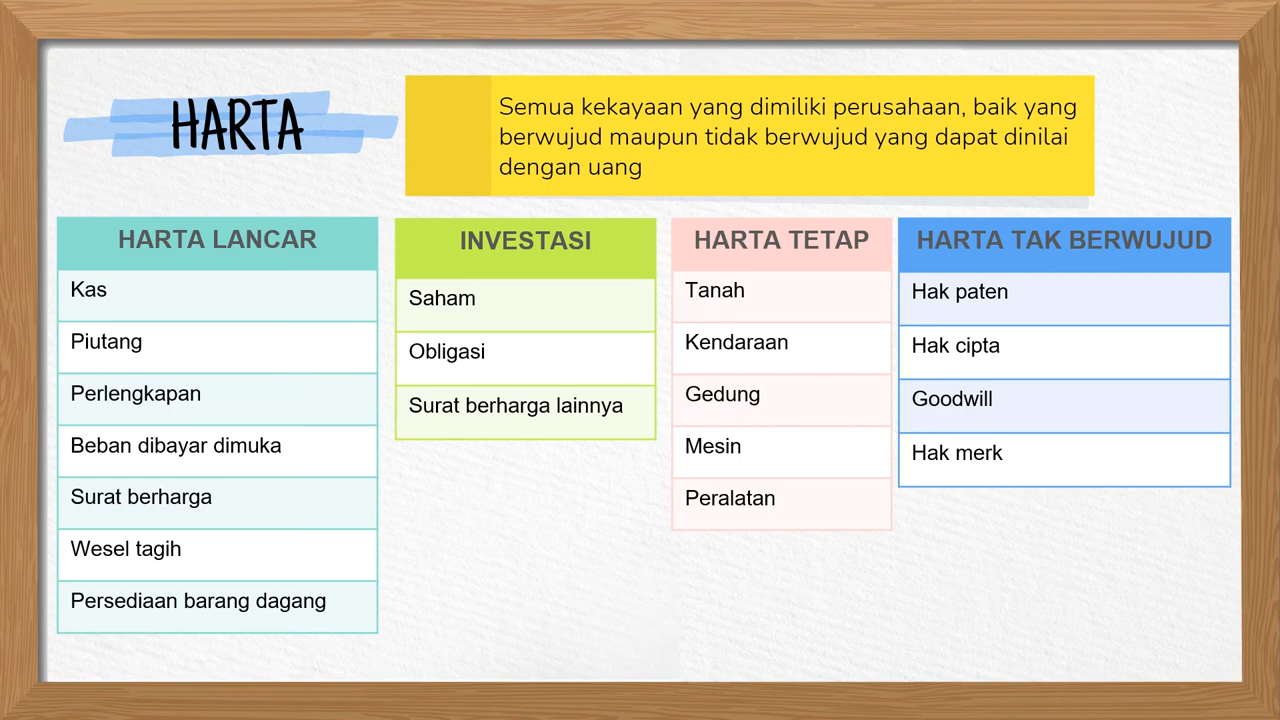 HARTA
Semua kekayaan yang dimiliki perusahaan, baik yang
berwujud maupun tidak berwujud yang dapat dinilai
dengan uang
HARTA LANCAR
Kas
Piutang
Perlengkapan
Beban dibayar dimuka
Surat berharga
Wesel tagih
Persediaan barang dagang
INVESTASI
Saham
Obligasi
Surat berharga lainnya
HARTA TETAP
Tanah
Kendaraan
Gedung
Mesin
Peralatan
HARTA TAK BERWUJUD
Hak paten
Hak cipta
Goodwill
Hak merk